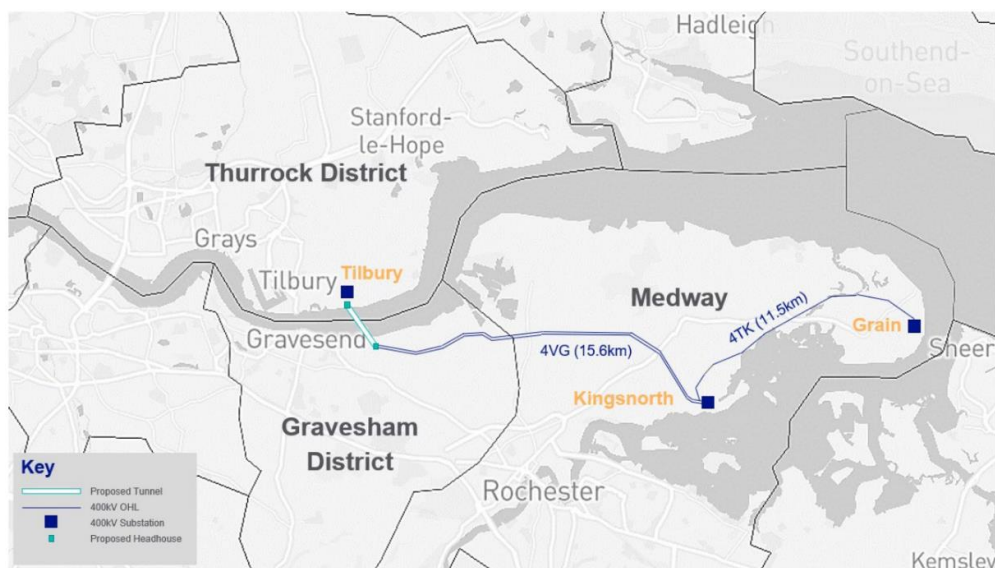 Hadleigh
Southend-
on-Sea
Stanford-
le-Hope
Thurrock District
Grays
Tilbury
Tilbury
Gravesend
Medway
4TK (11.5km)
Grain
Sheer
4VG (15.6km)
Kingsnorth
Gravesham
District
Rochester
Kemsley
Key
Proposed Tunnel
400kV OHL
400kV Substation
Proposed Headhouse